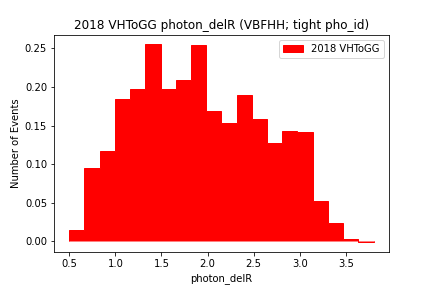 2018 VHToGG photon_delR (VBFHH; tight pho_id)
2018 VHToGG
Number of Events
0.25
0.20
0.15
0.10
0.05
0.00
0.5 1.0 1.5 2.0 2.5 3.0 3.5
photon_delR